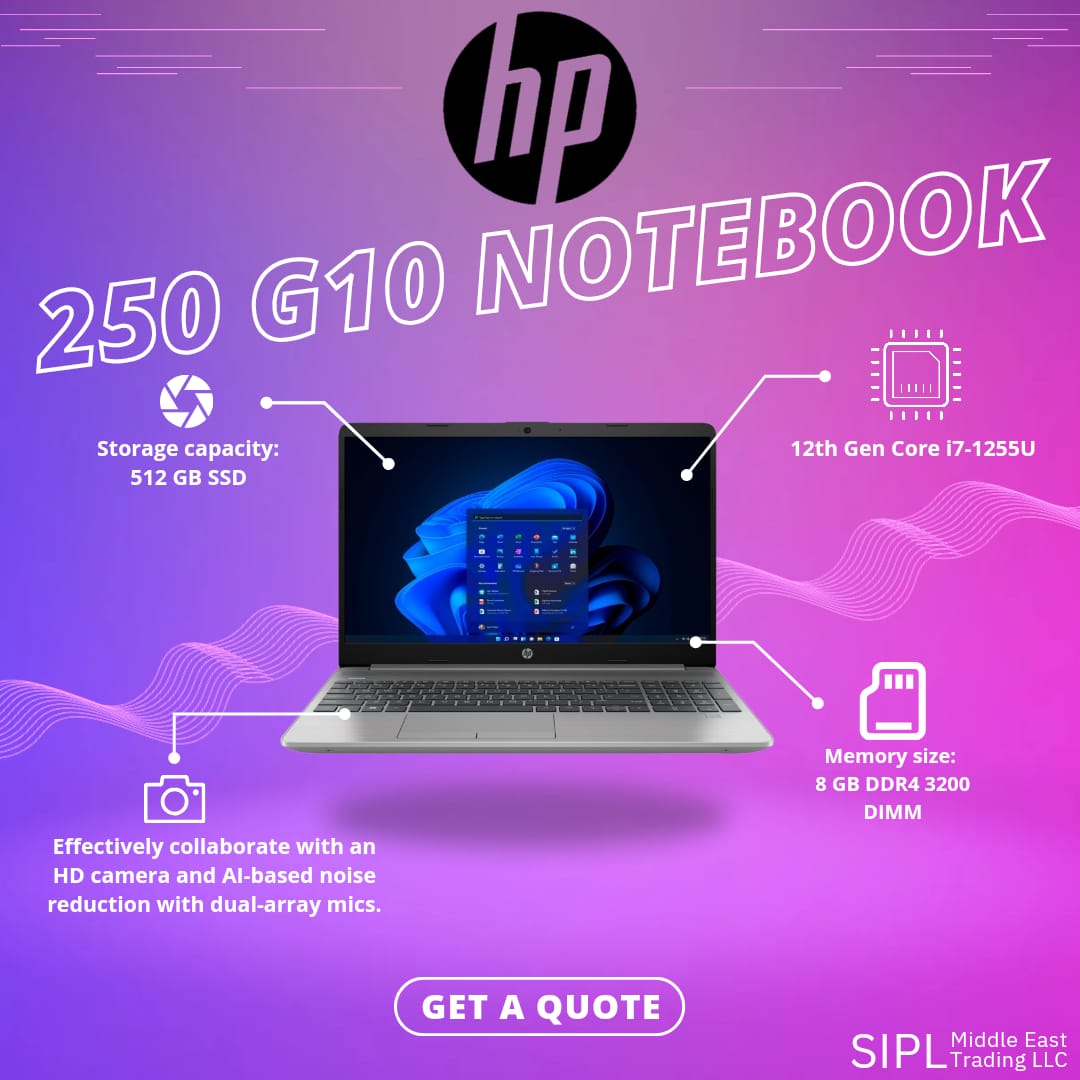 hp
250 G10 NOTEBOOK
Storage capacity:
512 GB SSD
12th Gen Core i7-1255U
hp
Memory size:
8 GB DDR4 3200
DIMM
Effectively collaborate with an
HD camera and AI-based noise
reduction with dual-array mics.
GET A QUOTE
SIPL Middle East
Trading LLC